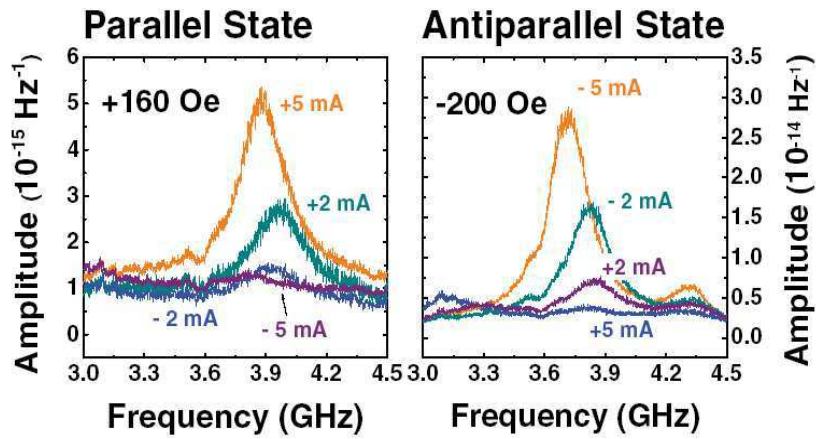 Parallel State
Antiparallel State
Amplitude (10⁻¹⁵ Hz⁻¹)
6
5
4
3
2
1
0
+160 Oe
+5 mA
+2 mA
- 2 mA
- 5 mA
3.0 3.3 3.6 3.9 4.2 4.5
Frequency (GHz)
-200 Oe
- 5 mA
- 2 mA
+2 mA
+5 mA
3.0 3.3 3.6 3.9 4.2 4.5
Frequency (GHz)
3.5
3.0
2.5
2.0
1.5
1.0
0.5
0.0
Amplitude (10⁻¹⁴ Hz⁻¹)